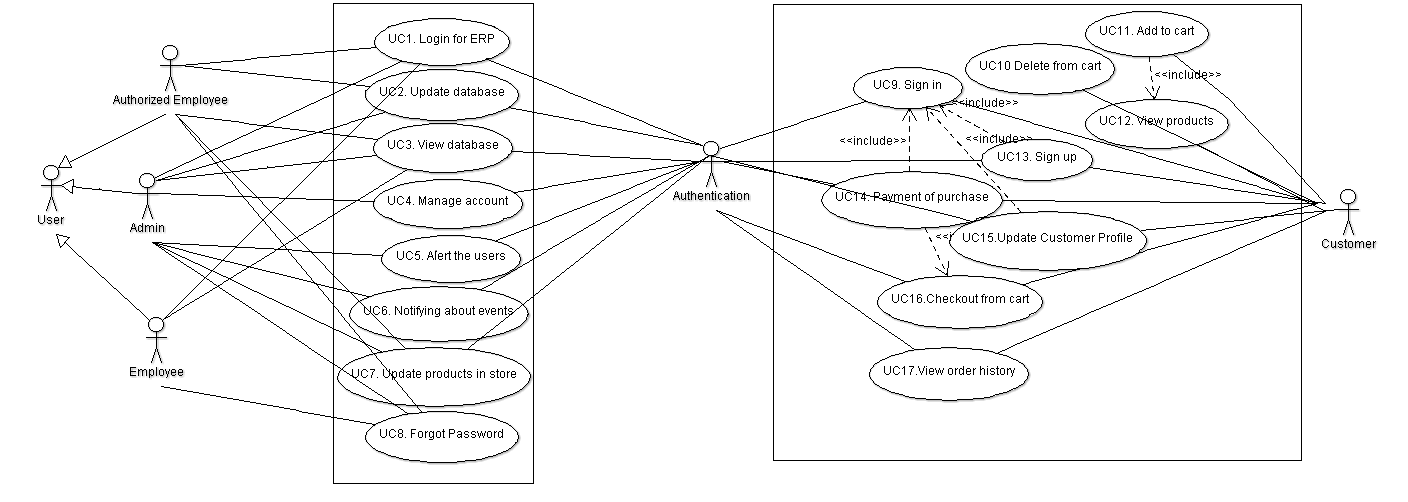 Authorized Employee
User
Admin
Employee
UC1. Login for ERP
UC2. Update database
UC3. View database
UC4. Manage account
UC5. Alert the users
UC6. Notifying about events
UC7. Update products in store
UC8. Forgot Password
Authentication
UC11. Add to cart
UC10 Delete from cart
<<include>>
UC9. Sign in
<<include>>
UC12. View products
<<include>>
<<include>>
UC13. Sign up
UC14. Payment of purchase
UC15.Update Customer Profile
UC16.Checkout from cart
UC17.View order history
Customer